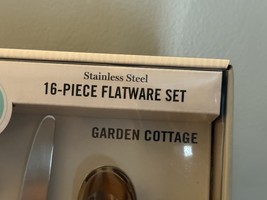 Stainless Steel
16-PIECE FLATWARE SET
GARDEN COTTAGE